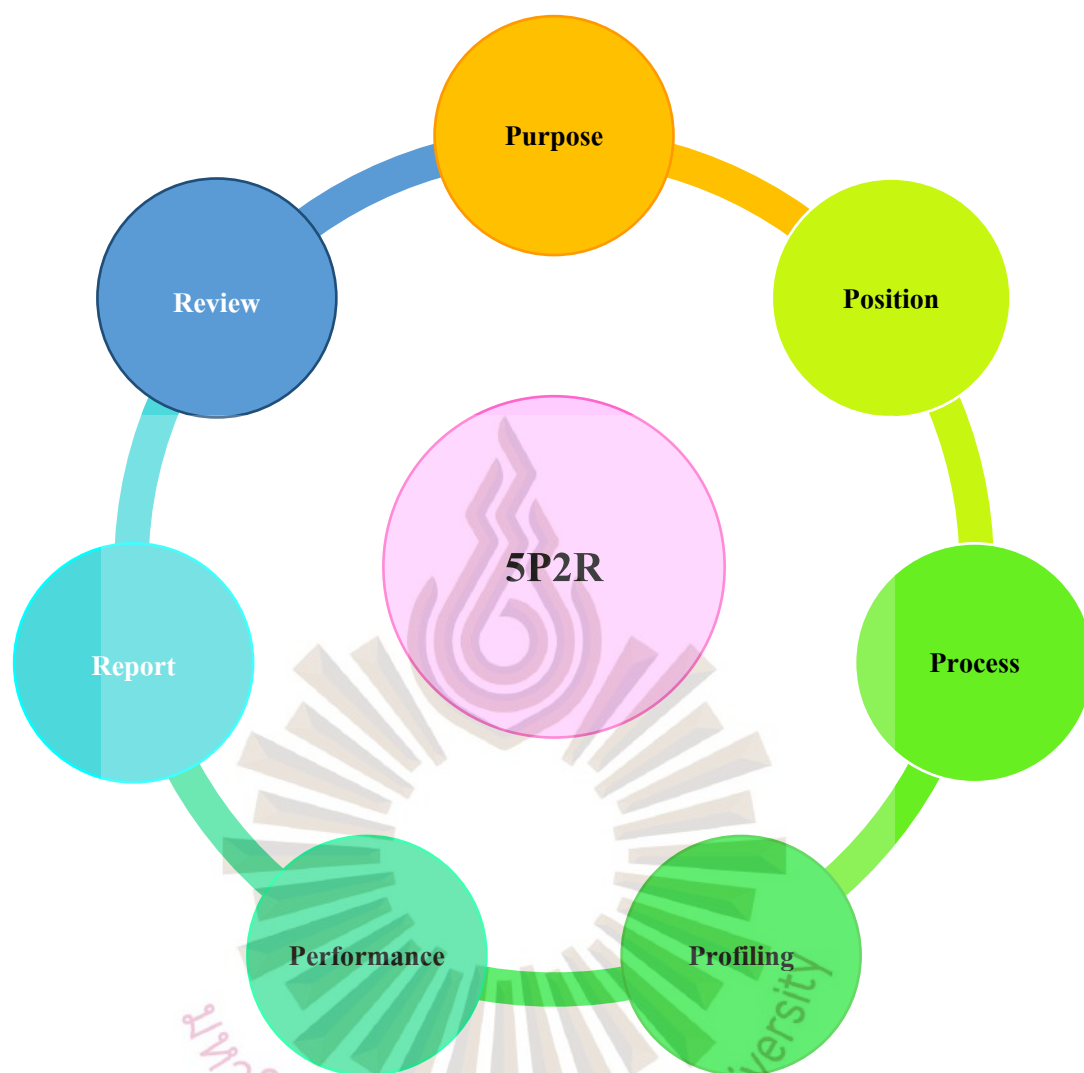 Purpose
Position
Process
Profiling
Performance
Report
Review
5P2R